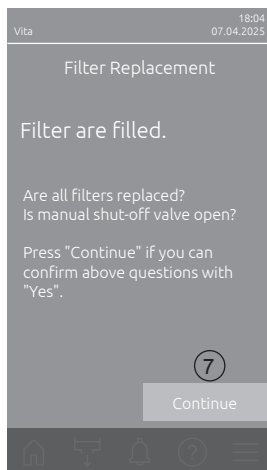 18:04
Vita 07.04.2025
Filter Replacement
Filter are filled.
Are all filters replaced?
Is manual shut-off valve open?
Press "Continue" if you can
confirm above questions with
"Yes".
7
Continue
?